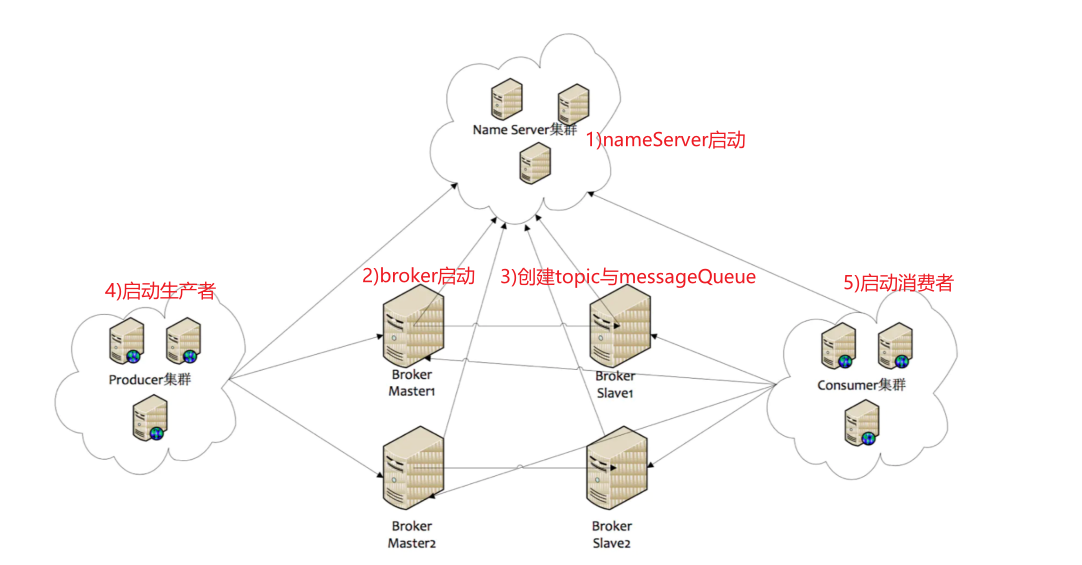 Name Server集群
1)nameServer启动
2)broker启动
3)创建topic与messageQueue
4)启动生产者
5)启动消费者
Producer集群
Broker
Master1
Broker
Slave1
Consumer集群
Broker
Master2
Broker
Slave2